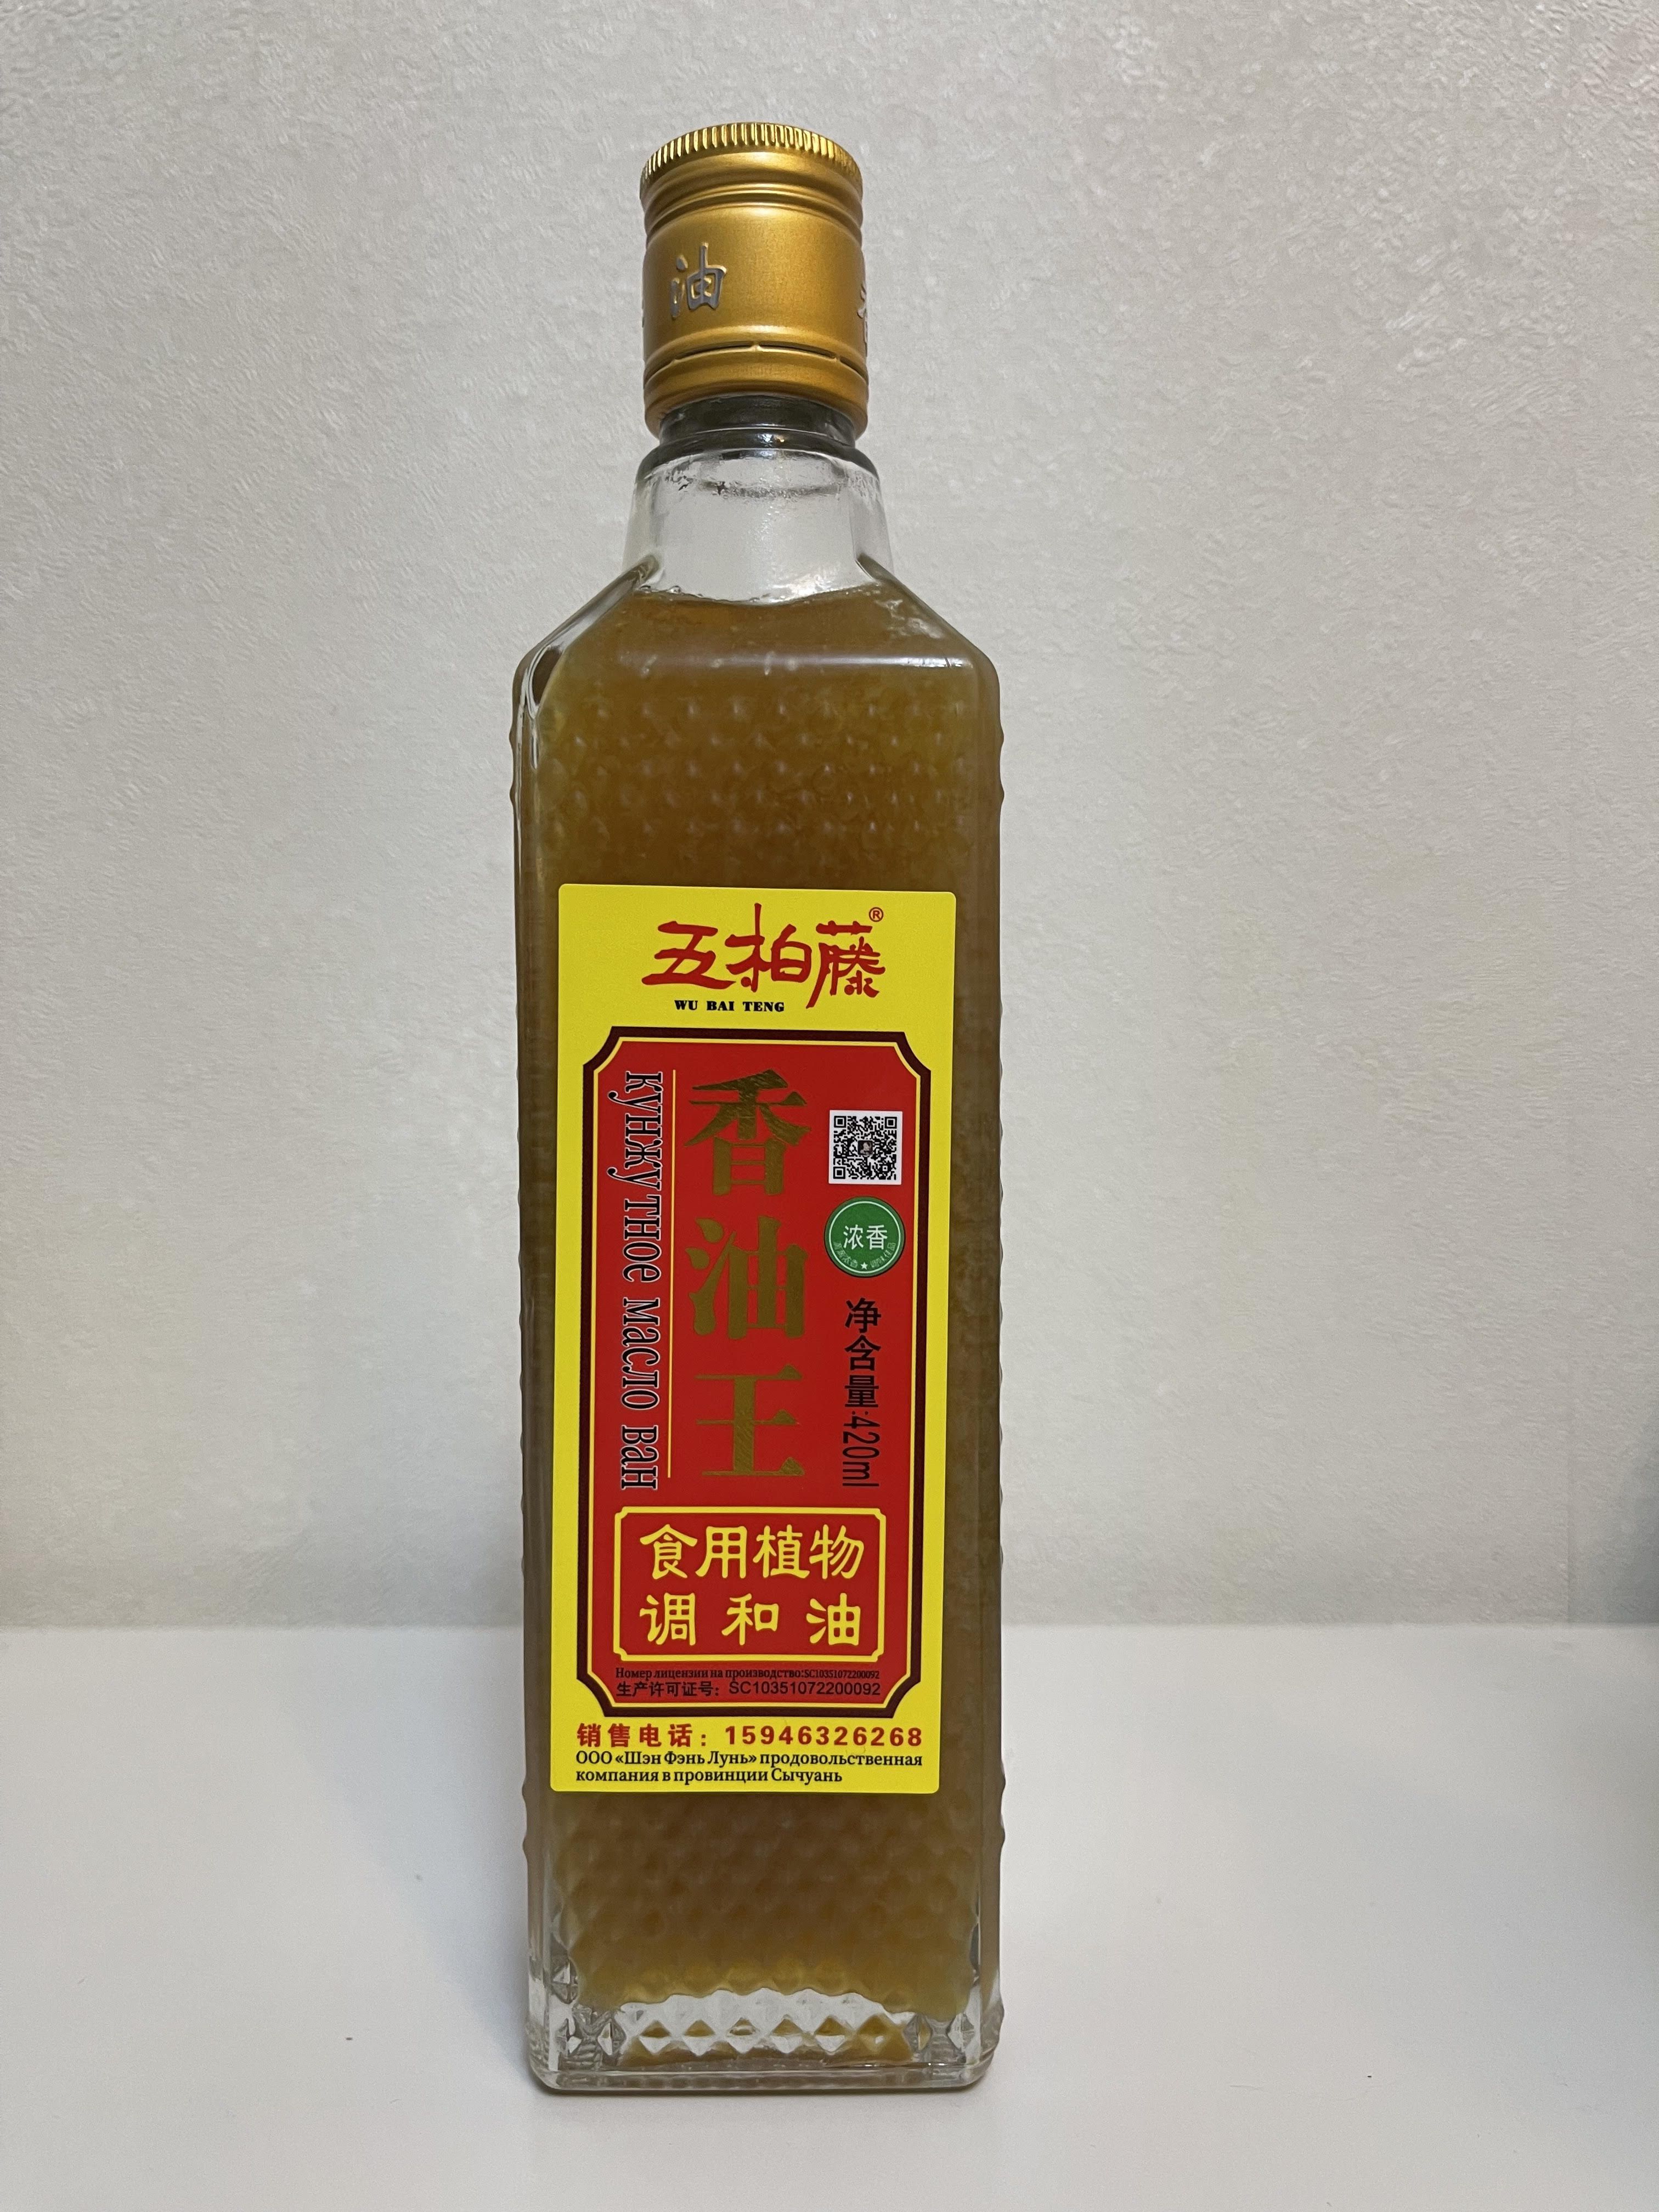 油
五柏藤®
WU BAI TENG
香油王
кунжутное масло ван
浓香
净含量:420ml
食用植物
调和油
Номер лицензии на производство:SC10351072200092
生产许可证号: SC10351072200092
销售电话: 15946326268
ООО «Шэн Фэнь Лунь» продовольственная
компания в провинции Сычуань